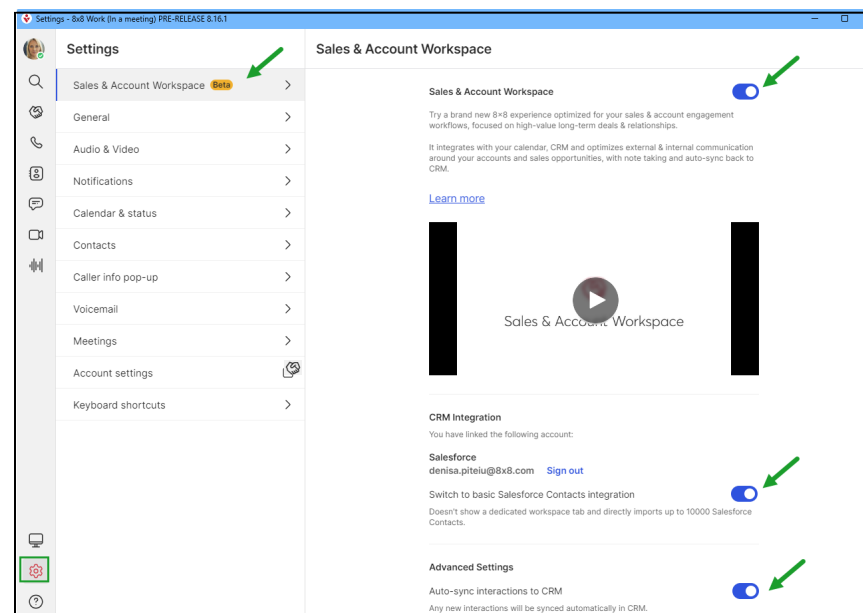 Settings - 8x8 Work (In a meeting) PRE-RELEASE 8.16.1
Settings
Sales & Account Workspace Beta
General
Audio & Video
Notifications
Calendar & status
Contacts
Caller info pop-up
Voicemail
Meetings
Account settings
Keyboard shortcuts
Sales & Account Workspace
Sales & Account Workspace
Try a brand new 8×8 experience optimized for your sales & account engagement
workflows, focused on high-value long-term deals & relationships.
It integrates with your calendar, CRM and optimizes external & internal communication
around your accounts and sales opportunities, with note taking and auto-sync back to
CRM.
Learn more
Sales & Account Workspace
CRM Integration
You have linked the following account:
Salesforce
denisa.piteiu@8x8.com Sign out
Switch to basic Salesforce Contacts integration
Doesn't show a dedicated workspace tab and directly imports up to 10000 Salesforce
Contacts.
Advanced Settings
Auto-sync interactions to CRM
Any new interactions will be synced automatically in CRM.